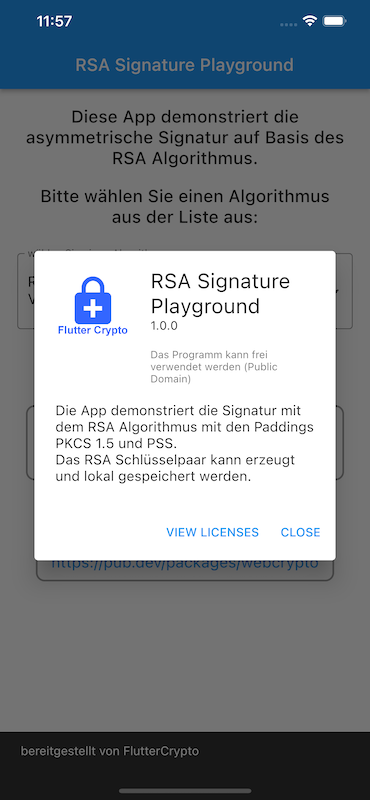 11:57
RSA Signature Playground
Diese App demonstriert die
asymmetrische Signatur auf Basis des
RSA Algorithmus.
Bitte wählen Sie einen Algorithmus
aus der Liste aus:
Flutter Crypto
RSA Signature
Playground
1.0.0
Das Programm kann frei
verwendet werden (Public
Domain)
Die App demonstriert die Signatur mit
dem RSA Algorithmus mit den Paddings
PKCS 1.5 und PSS.
Das RSA Schlüsselpaar kann erzeugt
und lokal gespeichert werden.
VIEW LICENSES CLOSE
https://pub.dev/packages/webcrypto
bereitgestellt von FlutterCrypto